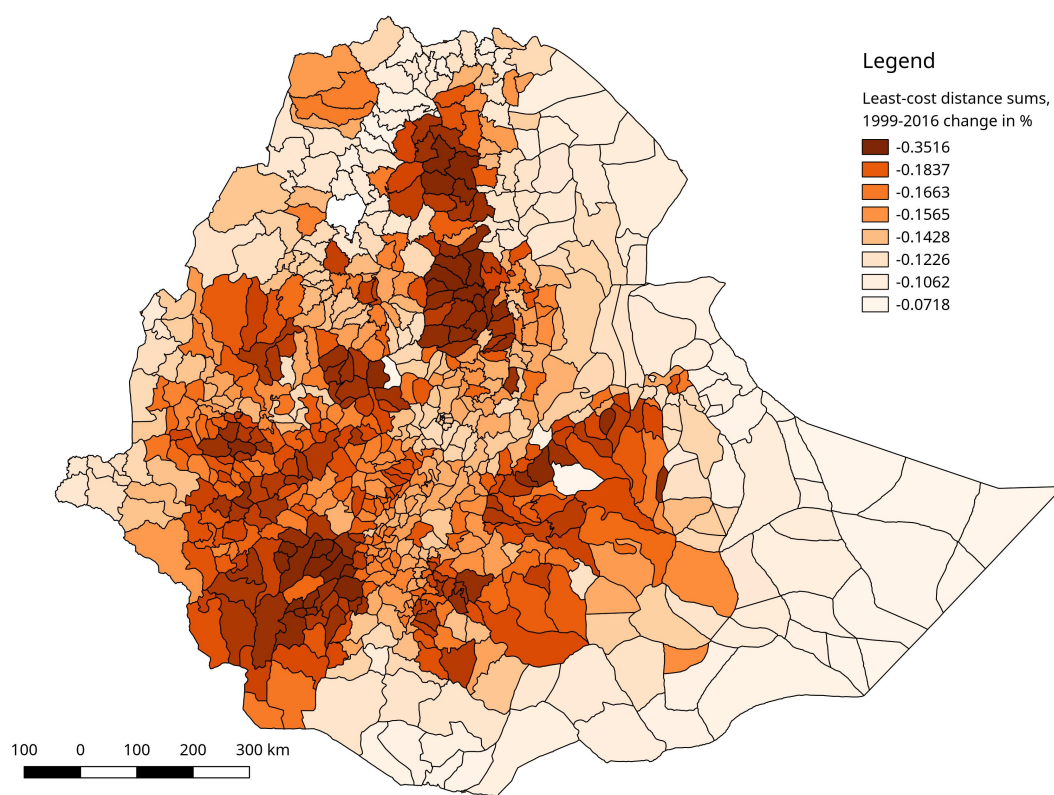 Legend
Least-cost distance sums,
1999-2016 change in %
-0.3516
-0.1837
-0.1663
-0.1565
-0.1428
-0.1226
-0.1062
-0.0718
100 0 100 200 300 km